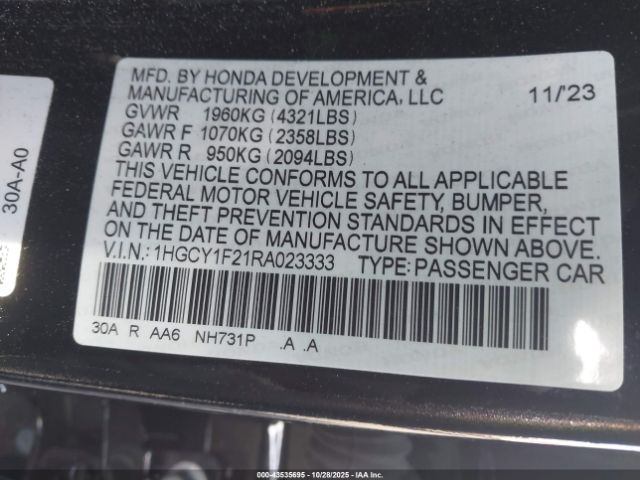 MFD. BY HONDA DEVELOPMENT &
MANUFACTURING OF AMERICA, LLC 11/'23
GVWR 1960KG (4321LBS)
GAWR F 1070KG (2358LBS)
GAWR R 950KG (2094LBS)
THIS VEHICLE CONFORMS TO ALL APPLICABLE
FEDERAL MOTOR VEHICLE SAFETY, BUMPER,
AND THEFT PREVENTION STANDARDS IN EFFECT
ON THE DATE OF MANUFACTURE SHOWN ABOVE.
V.I.N.: 1HGCY1F21RA023333 TYPE: PASSENGER CAR
30A R AA6 NH731P .A .A
30A-A0
000-43535695 - 10/28/2025 - IAAI.com